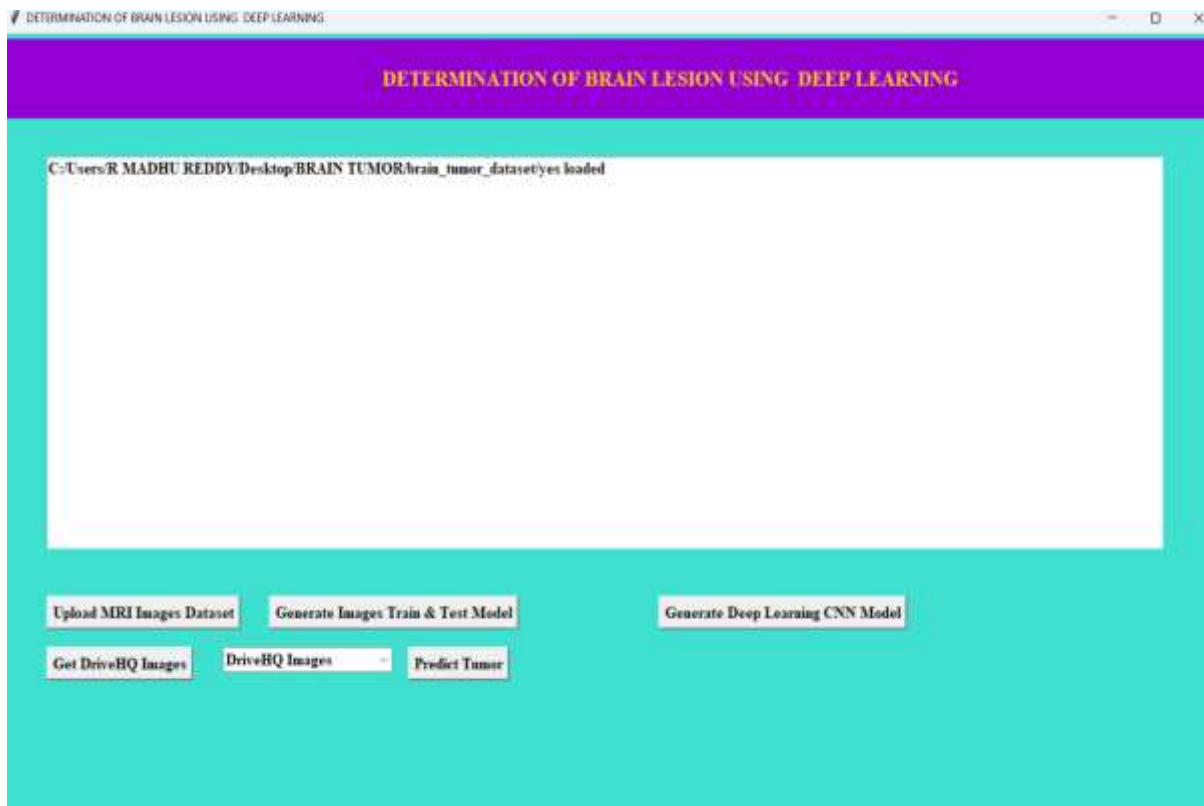 DETERMINATION OF BRAIN LESION USING DEEP LEARNING
DETERMINATION OF BRAIN LESION USING DEEP LEARNING
C:/Users/R MADHU REDDY/Desktop/BRAIN TUMOR/brain_tumor_dataset/yes loaded
Upload MRI Images Dataset
Generate Images Train & Test Model
Generate Deep Learning CNN Model
Get DriveHQ Images
DriveHQ Images
Predict Tumor